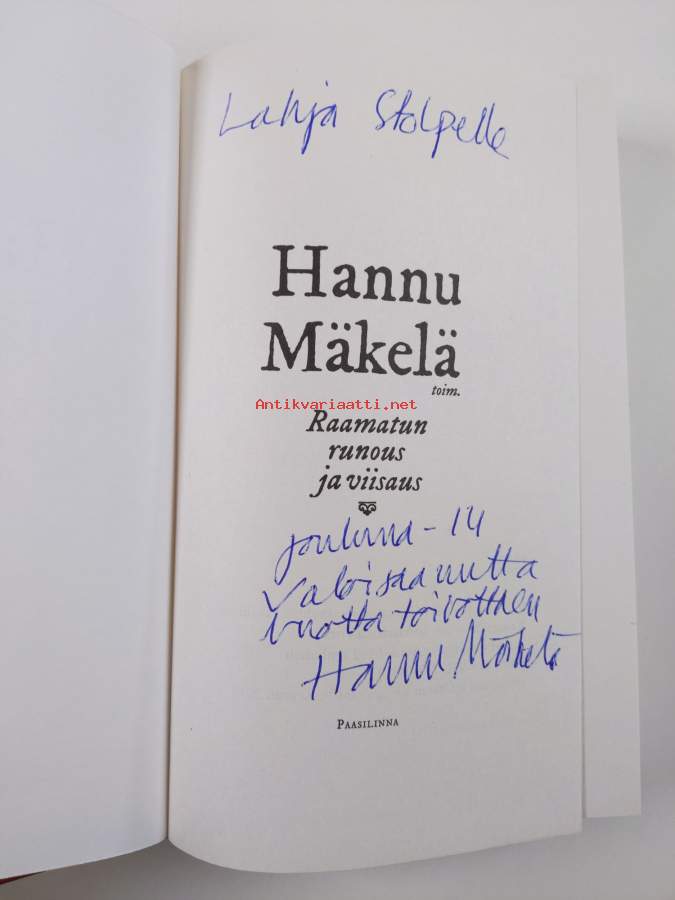 Lahja Stolpelle
Hannu
Mäkelä
toim.
Antikvariaatti.net
Raamatun
runous
ja viisaus
jouluna -14
Valoisaa uutta
vuotta toivottaen
Hannu Mäkelä
PAASILINNA